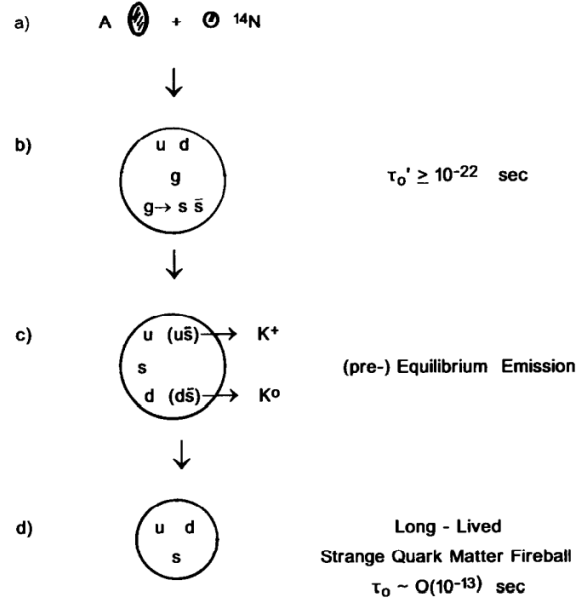 a) A + ¹⁴N
b) u d
g
g→ s s̄ τₒ' ≥ 10⁻²² sec
c) u (us̄) → K⁺
s (pre-) Equilibrium Emission
d (ds̄) → Kᵒ
d) u d Long - Lived
s Strange Quark Matter Fireball
τₒ ~ O(10⁻¹³) sec